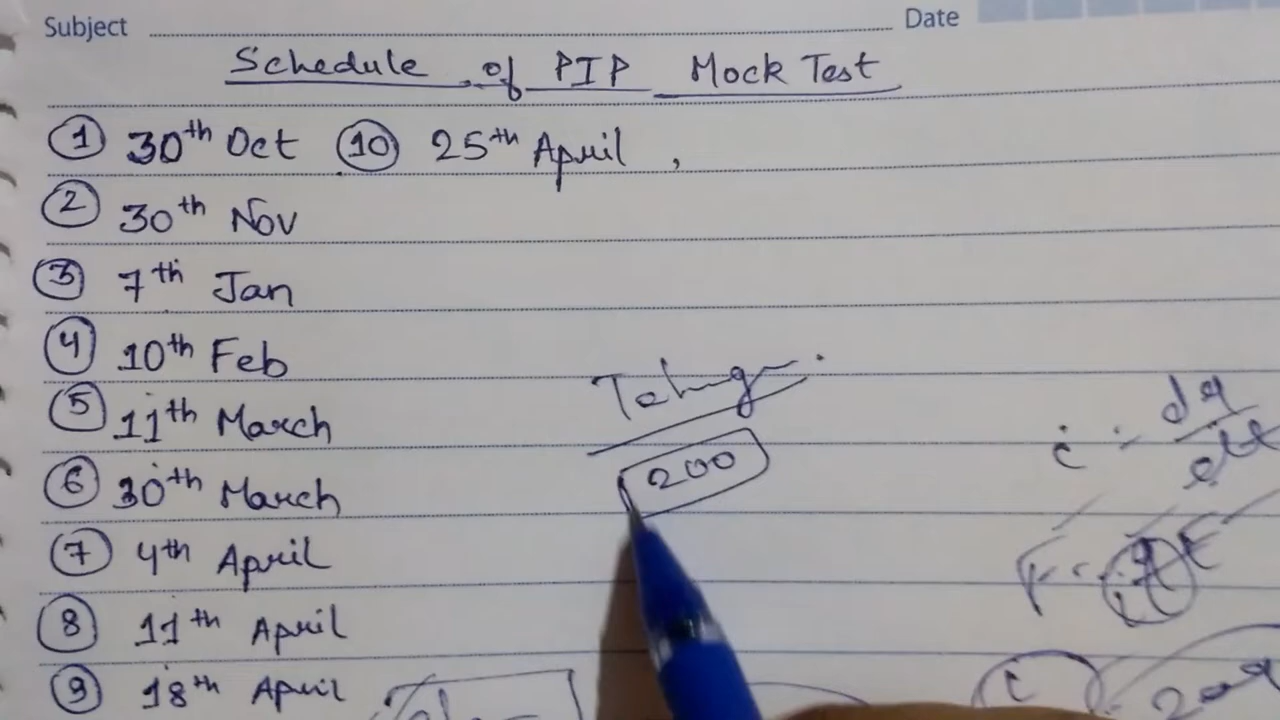 Subject Date
Schedule of PIP Mock Test
① 30th Oct ⑩ 25th April ,
② 30th Nov
③ 7th Jan
④ 10th Feb
⑤ 11th March
⑥ 30th March
⑦ 4th April
⑧ 11th April
⑨ 18th April
200
i = dq/dt